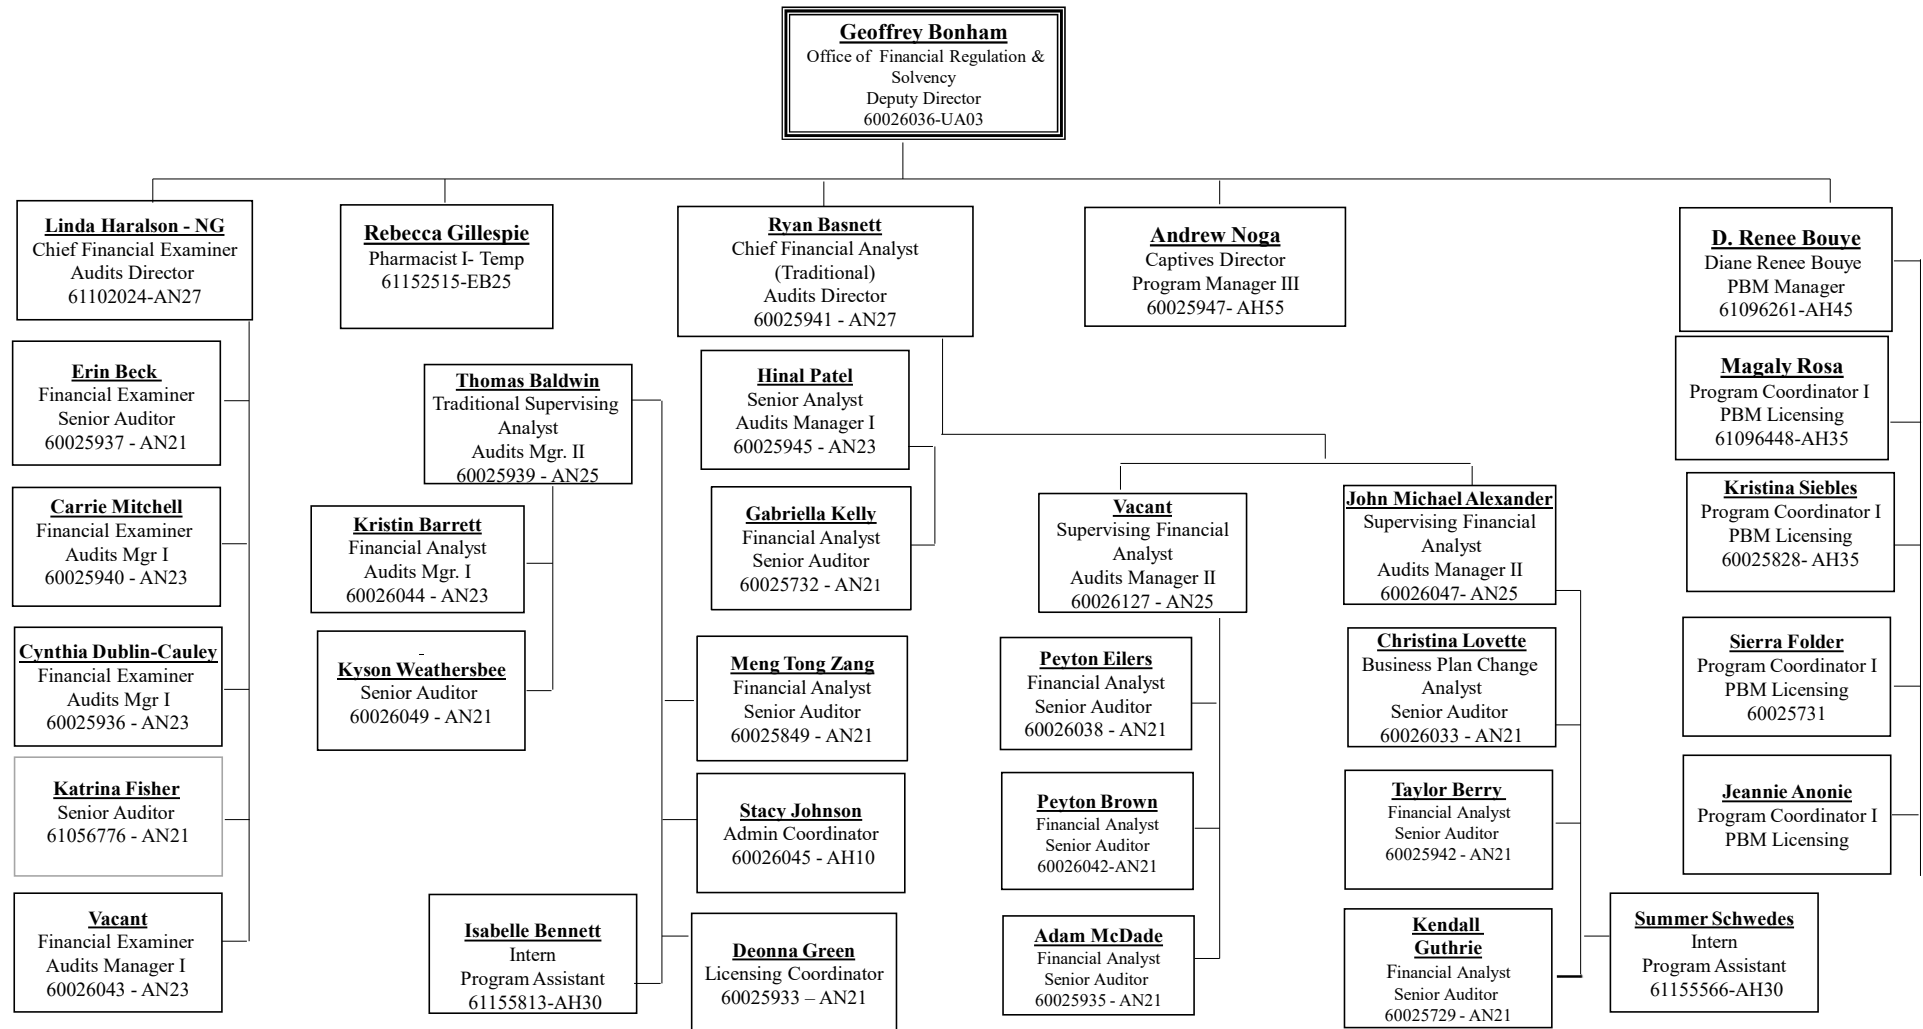 Geoffrey Bonham
Office of Financial Regulation &
Solvency
Deputy Director
60026036-UA03
Linda Haralson - NG
Chief Financial Examiner
Audits Director
61102024-AN27
Rebecca Gillespie
Pharmacist I- Temp
61152515-EB25
Ryan Basnett
Chief Financial Analyst
(Traditional)
Audits Director
60025941 - AN27
Andrew Noga
Captives Director
Program Manager III
60025947- AH55
D. Renee Bouye
Diane Renee Bouye
PBM Manager
61096261-AH45
Erin Beck
Financial Examiner
Senior Auditor
60025937 - AN21
Carrie Mitchell
Financial Examiner
Audits Mgr I
60025940 - AN23
Cynthia Dublin-Cauley
Financial Examiner
Audits Mgr I
60025936 - AN23
Katrina Fisher
Senior Auditor
61056776 - AN21
Vacant
Financial Examiner
Audits Manager I
60026043 - AN23
Thomas Baldwin
Traditional Supervising
Analyst
Audits Mgr. II
60025939 - AN25
Kristin Barrett
Financial Analyst
Audits Mgr. I
60026044 - AN23
Kyson Weathersbee
Senior Auditor
60026049 - AN21
Isabelle Bennett
Intern
Program Assistant
61155813-AH30
Hinal Patel
Senior Analyst
Audits Manager I
60025945 - AN23
Gabriella Kelly
Financial Analyst
Senior Auditor
60025732 - AN21
Meng Tong Zang
Financial Analyst
Senior Auditor
60025849 - AN21
Stacy Johnson
Admin Coordinator
60026045 - AH10
Deonna Green
Licensing Coordinator
60025933 – AN21
Vacant
Supervising Financial
Analyst
Audits Manager II
60026127 - AN25
Peyton Eilers
Financial Analyst
Senior Auditor
60026038 - AN21
Peyton Brown
Financial Analyst
Senior Auditor
60026042-AN21
Adam McDade
Financial Analyst
Senior Auditor
60025935 - AN21
John Michael Alexander
Supervising Financial
Analyst
Audits Manager II
60026047- AN25
Christina Lovette
Business Plan Change
Analyst
Senior Auditor
60026033 - AN21
Taylor Berry
Financial Analyst
Senior Auditor
60025942 - AN21
Kendall
Guthrie
Financial Analyst
Senior Auditor
60025729 - AN21
Summer Schwedes
Intern
Program Assistant
61155566-AH30
Magaly Rosa
Program Coordinator I
PBM Licensing
61096448-AH35
Kristina Siebles
Program Coordinator I
PBM Licensing
60025828- AH35
Sierra Folder
Program Coordinator I
PBM Licensing
60025731
Jeannie Anonie
Program Coordinator I
PBM Licensing